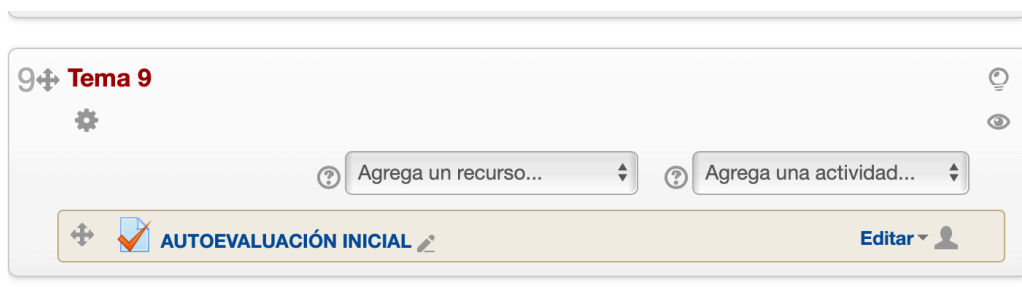 9 Tema 9
Agrega un recurso... Agrega una actividad...
AUTOEVALUACIÓN INICIAL Editar